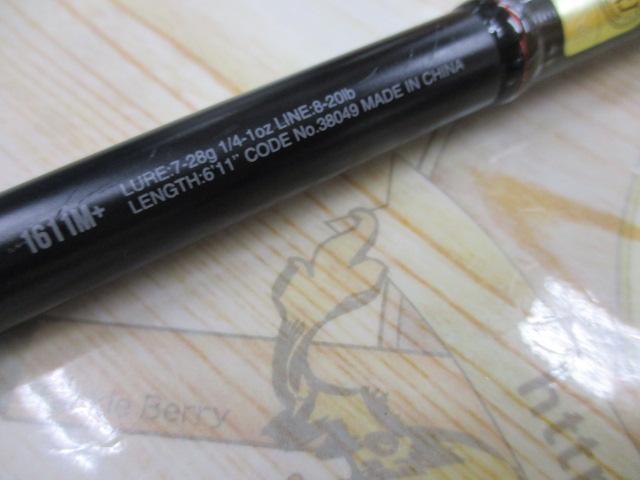 1611M+
LURE:7-28g 1/4-1oz LINE:8-20lb
LENGTH:6'11" CODE No.38049 MADE IN CHINA
Berry
http